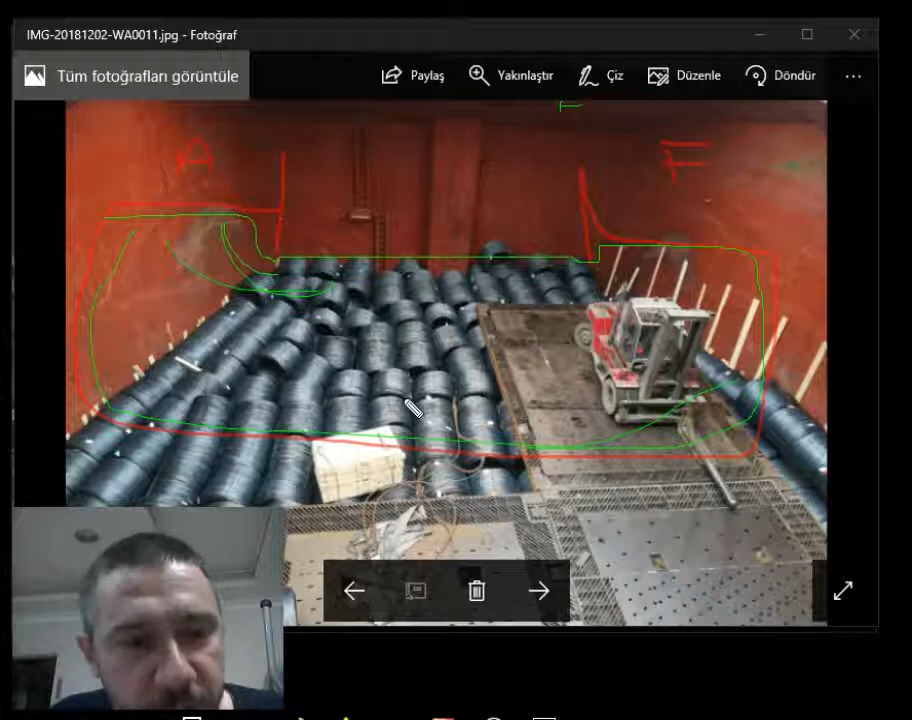 IMG-20181202-WA0011.jpg - Fotoğraf
Tüm fotoğrafları görüntüle
Paylaş
Yakınlaştır
Çiz
Düzenle
Döndür
A
F
F